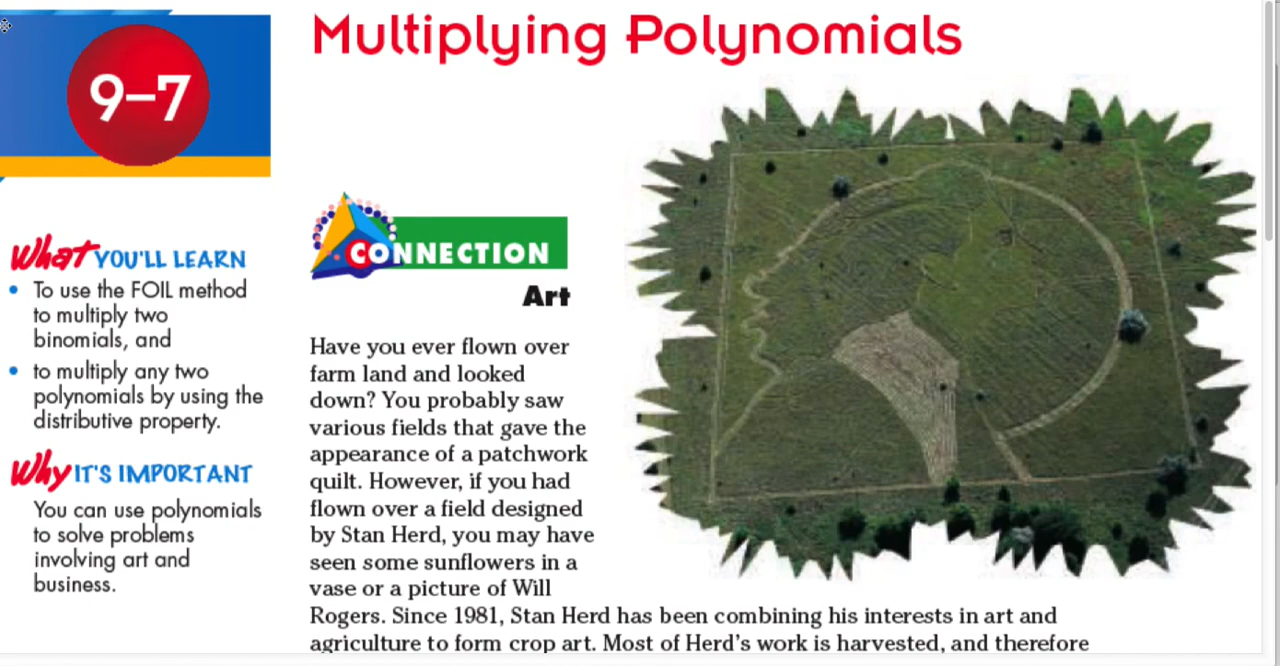 Multiplying Polynomials
9–7
What YOU'LL LEARN
• To use the FOIL method
to multiply two
binomials, and
• to multiply any two
polynomials by using the
distributive property.
Why IT'S IMPORTANT
You can use polynomials
to solve problems
involving art and
business.
CONNECTION
Art
Have you ever flown over
farm land and looked
down? You probably saw
various fields that gave the
appearance of a patchwork
quilt. However, if you had
flown over a field designed
by Stan Herd, you may have
seen some sunflowers in a
vase or a picture of Will
Rogers. Since 1981, Stan Herd has been combining his interests in art and
agriculture to form crop art. Most of Herd's work is harvested, and therefore